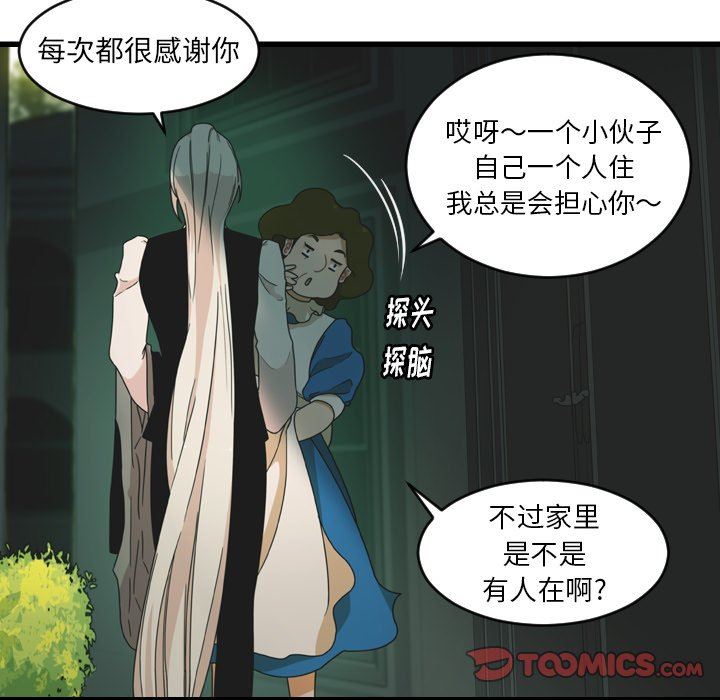 每次都很感谢你
哎呀～一个小伙子
自己一个人住
我总是会担心你～
探头
探脑
不过家里
是不是
有人在啊?
TOOMICS.COM